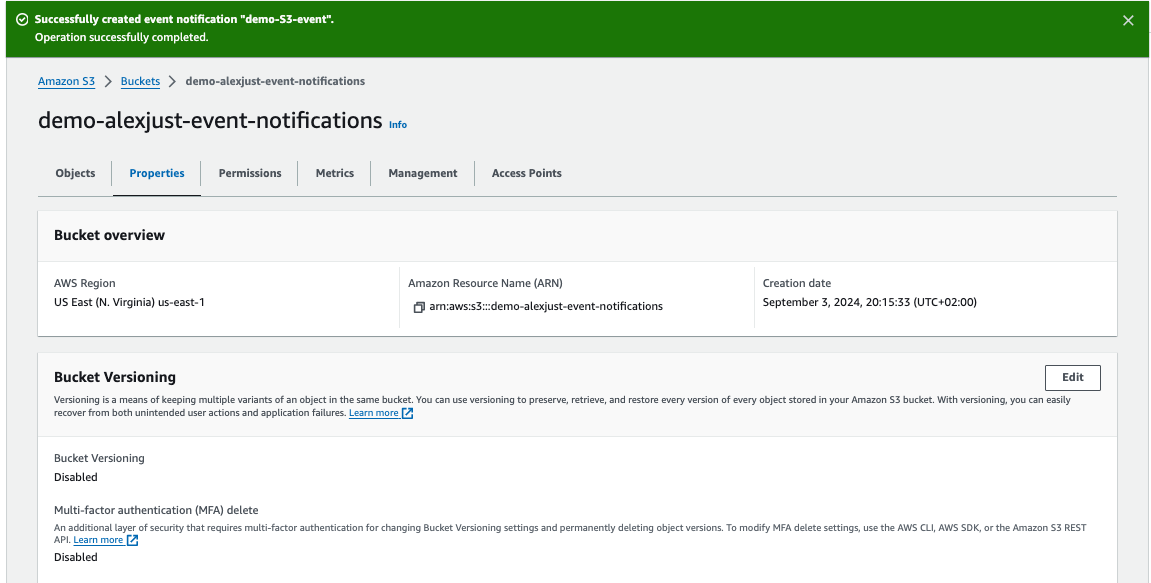 Successfully created event notification "demo-S3-event".
Operation successfully completed.
Amazon S3 > Buckets > demo-alexjust-event-notifications
demo-alexjust-event-notifications Info
Objects Properties Permissions Metrics Management Access Points
Bucket overview
AWS Region Amazon Resource Name (ARN) Creation date
US East (N. Virginia) us-east-1 arn:aws:s3:::demo-alexjust-event-notifications September 3, 2024, 20:15:33 (UTC+02:00)
Bucket Versioning Edit
Versioning is a means of keeping multiple variants of an object in the same bucket. You can use versioning to preserve, retrieve, and restore every version of every object stored in your Amazon S3 bucket. With versioning, you can easily
recover from both unintended user actions and application failures. Learn more
Bucket Versioning
Disabled
Multi-factor authentication (MFA) delete
An additional layer of security that requires multi-factor authentication for changing Bucket Versioning settings and permanently deleting object versions. To modify MFA delete settings, use the AWS CLI, AWS SDK, or the Amazon S3 REST
API. Learn more
Disabled